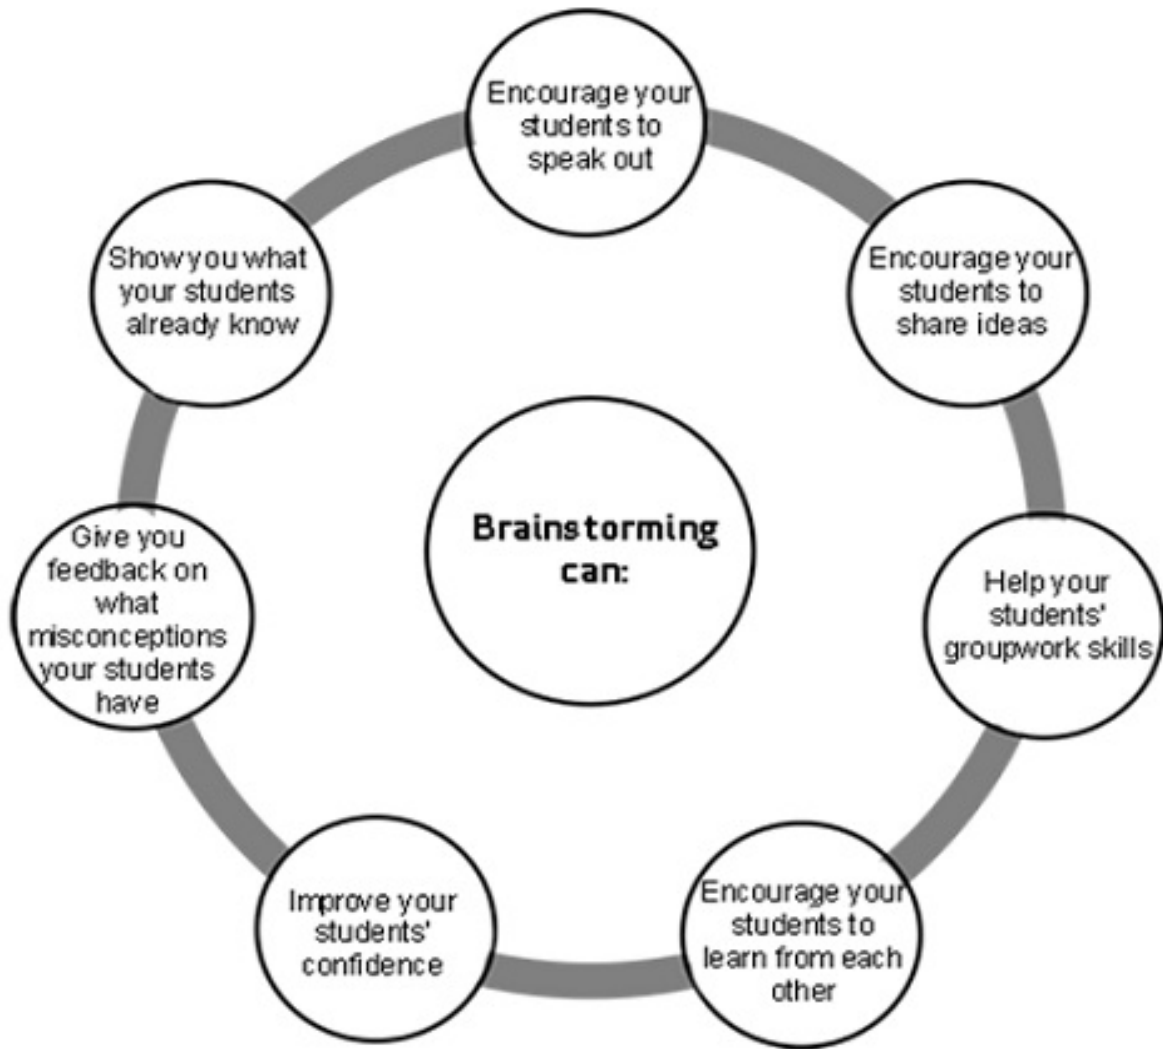 Encourage your
students to
speak out
Encourage your
students to
share ideas
Help your
students'
groupwork skills
Encourage your
students to
learn from each
other
Improve your
students'
confidence
Give you
feedback on
what
misconceptions
your students
have
Show you what
your students
already know
Brainstorming
can: